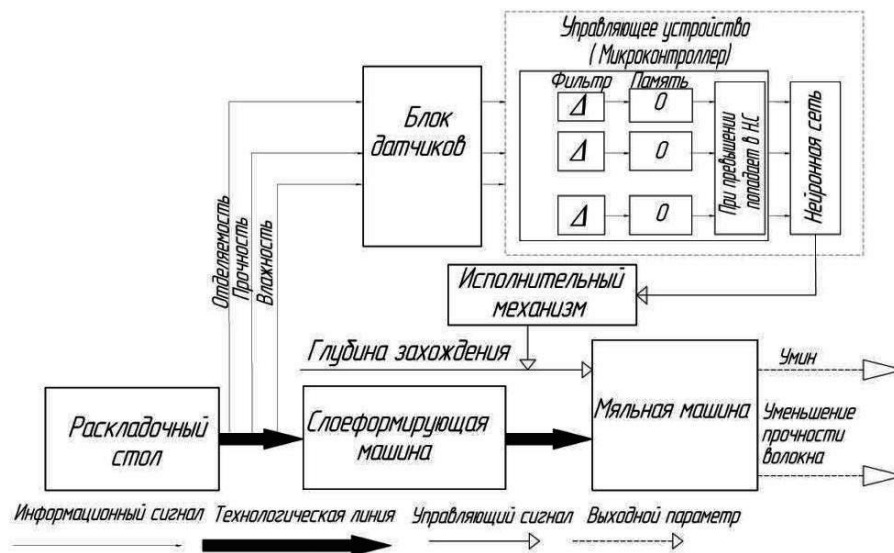 Управляющее устройство
( Микроконтроллер)
Фильтр
Память
Δ
0
Δ
0
Δ
0
При превышении
попадает в Н.С
Нейронная сеть
Блок
датчиков
Отделяемость
Прочность
Влажность
Исполнительный
механизм
Глубина захождения
Раскладочный
стол
Слоеформирующая
машина
Мяльная машина
Умин
Уменьшение
прочности
волокна
Информационный сигнал
Технологическая линия
Управляющий сигнал
Выходной параметр